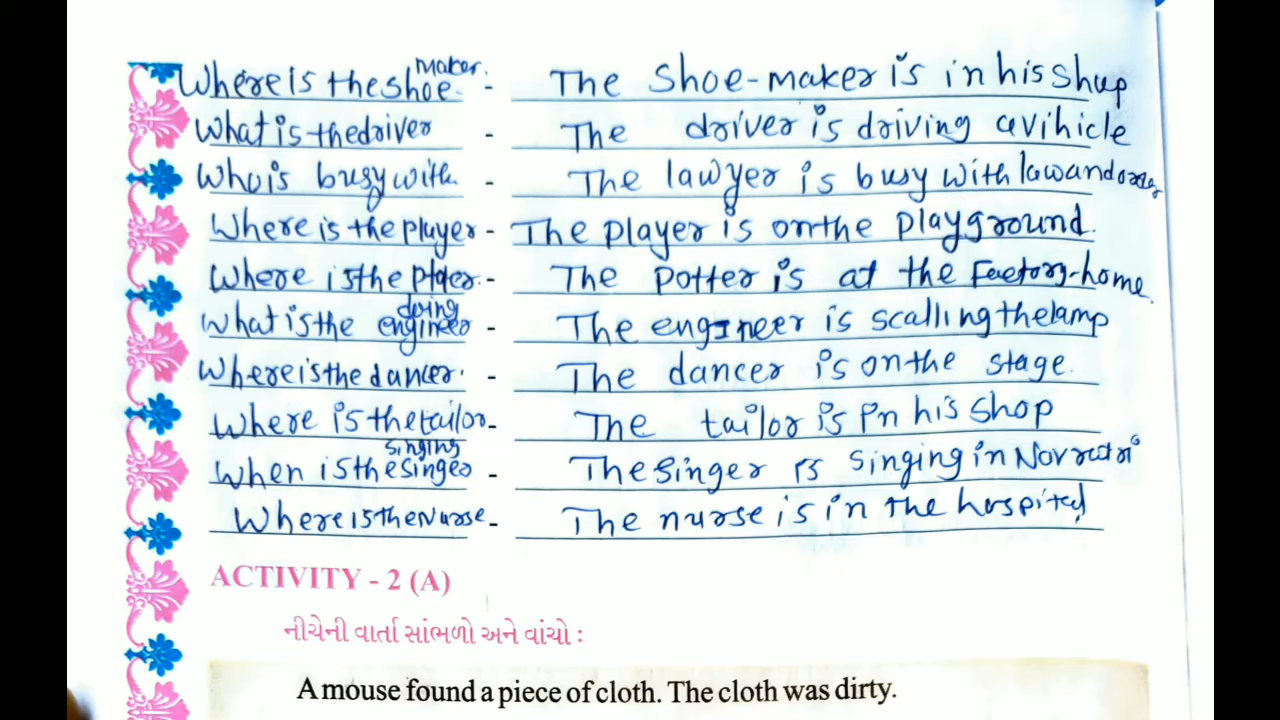 Where is the shoe maker. - The Shoe-maker is in his Shup
What is the driver - The driver is driving a vihicle
Who is busy with. - The lawyer is busy with law and order
Where is the player - The player is on the playground.
Where is the - The Potter is at the Factory-home.
What is the doing engineer - The engineer is scalling the lamp
Where is the dancer. - The dancer is on the stage.
Where is the tailor - The tailor is in his shop
When is the singing singer - The singer is singing in Navratri
Where is the Nurse - The nurse is in the hospital
ACTIVITY - 2 (A)
નીચેની વાર્તા સાંભળો અને વાંચો :
A mouse found a piece of cloth. The cloth was dirty.